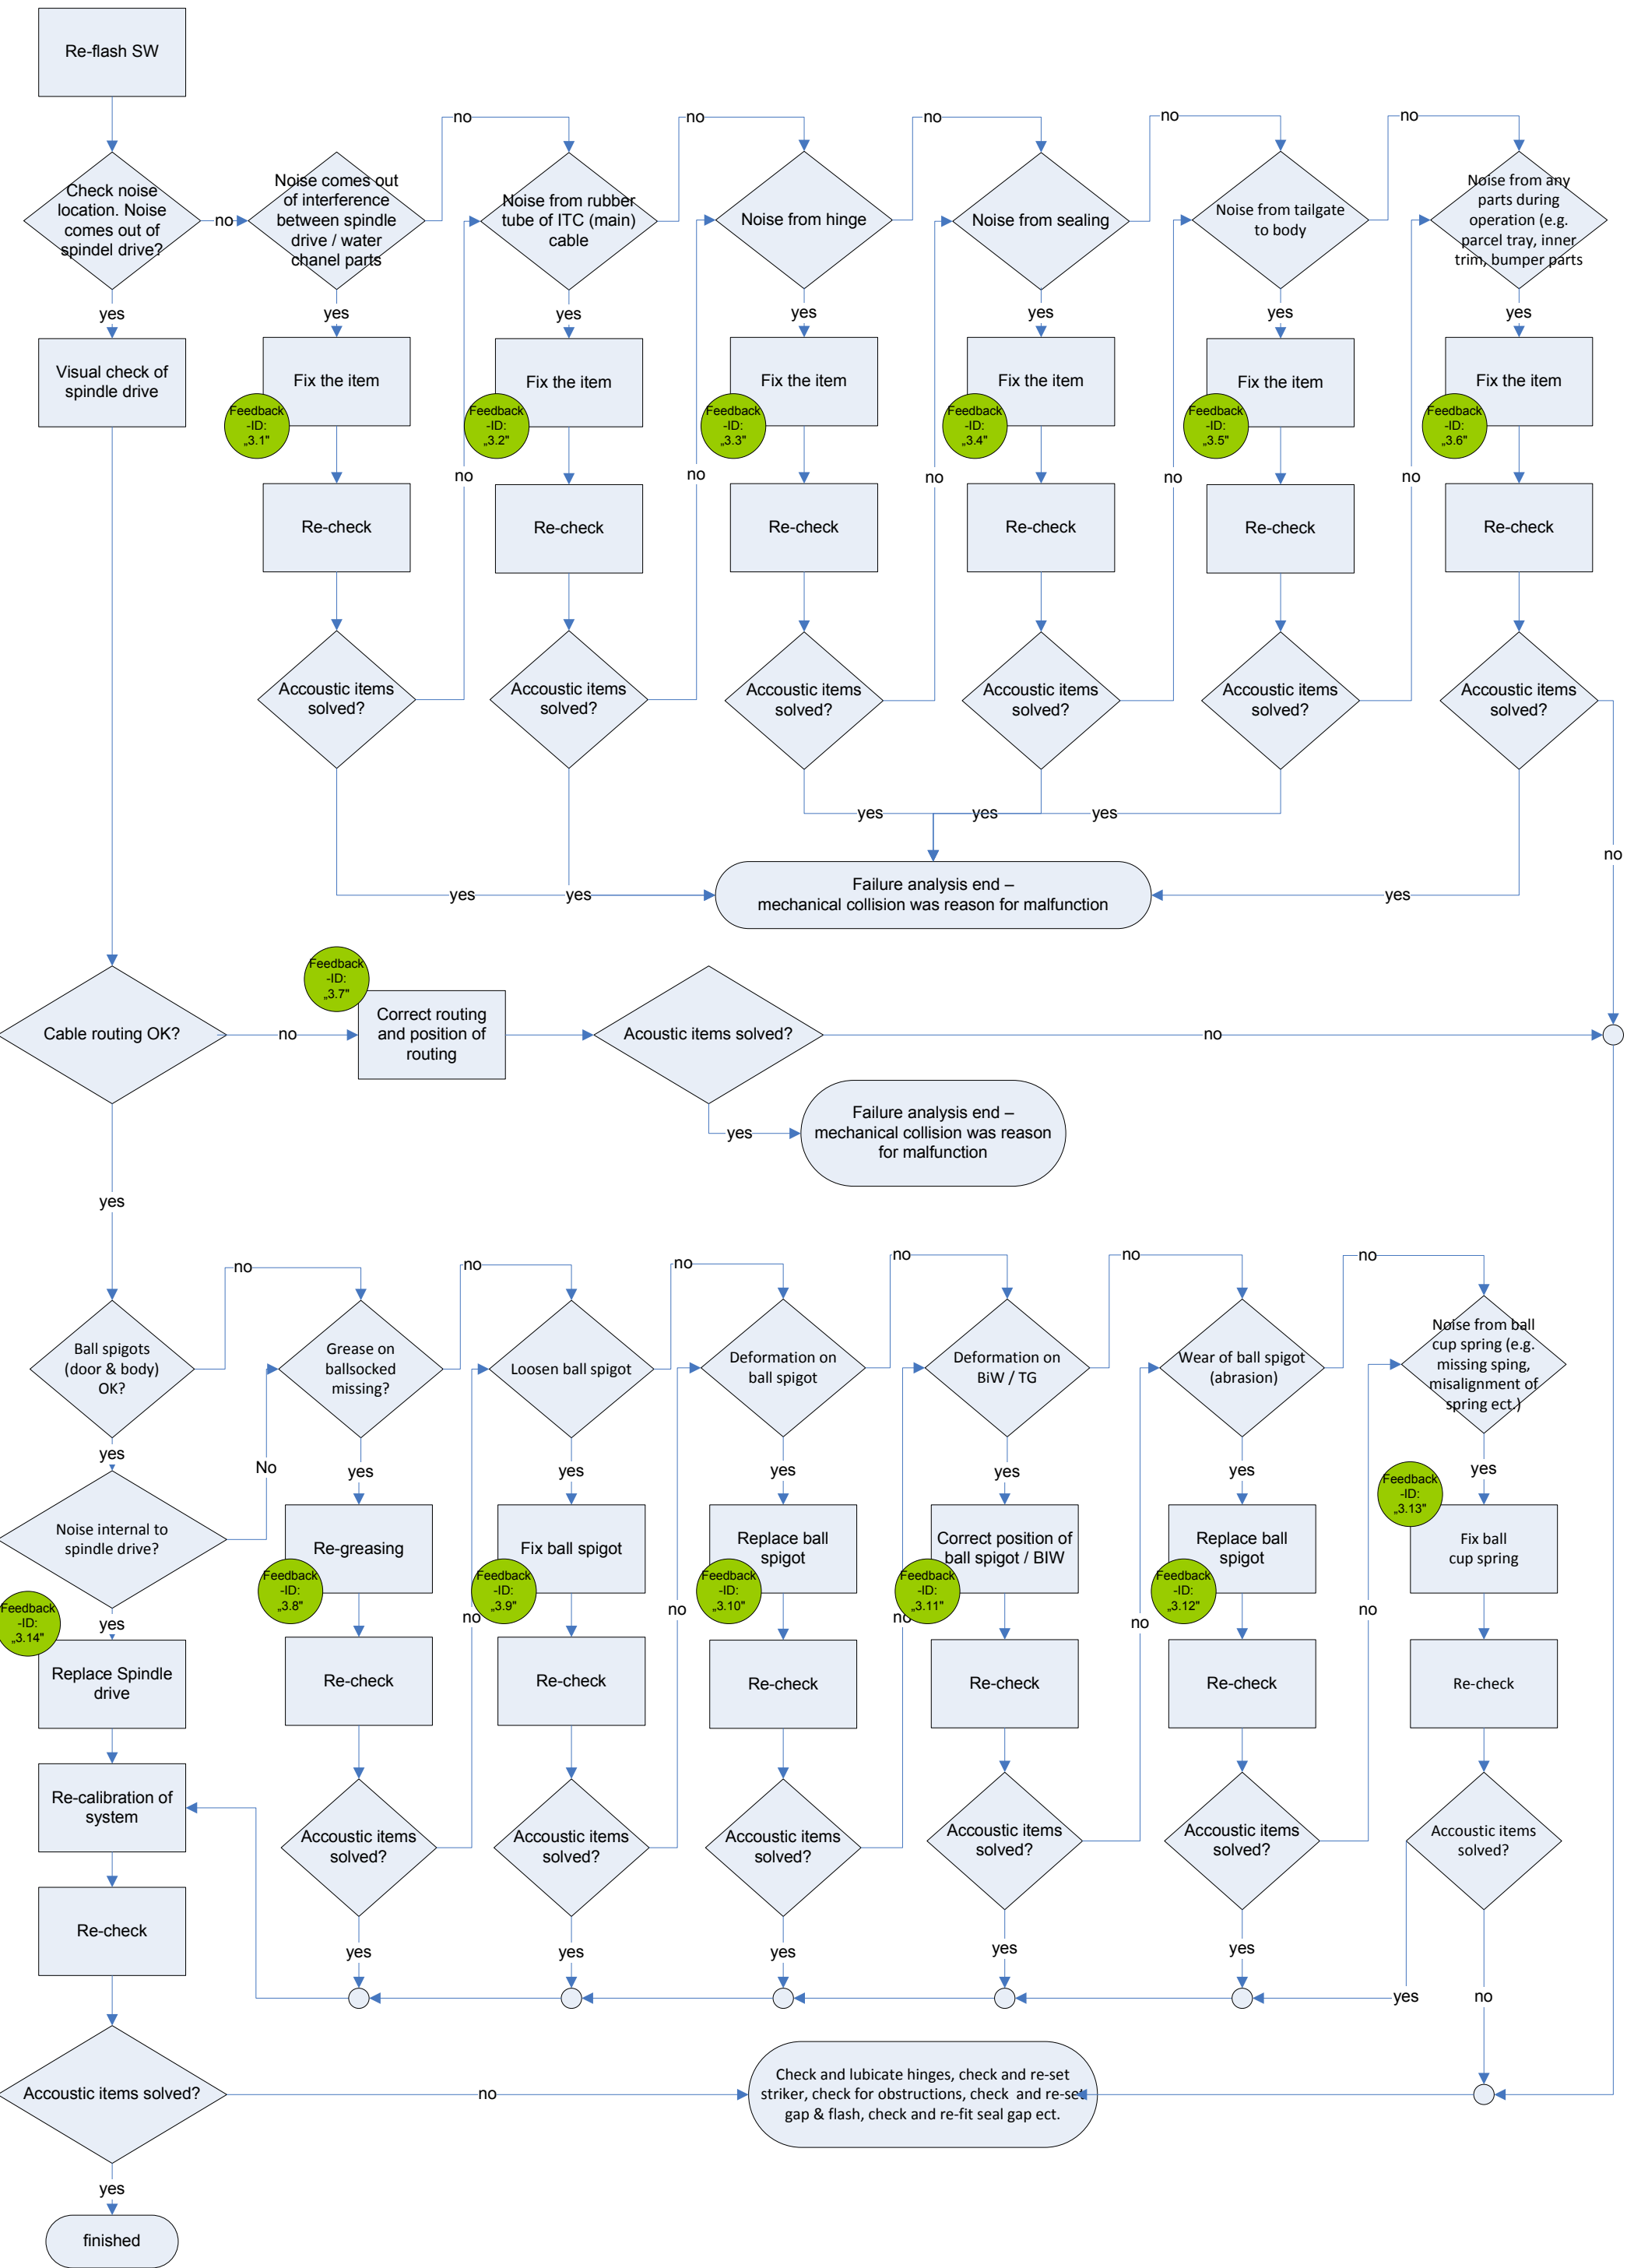 Re-flash SW
no
no
no
no
no
Check noise
location. Noise
comes out of
spindel drive?
no
Noise comes out
of interference
between spindle
drive / water
chanel parts
Noise from rubber
tube of ITC (main)
cable
Noise from hinge
Noise from sealing
Noise from tailgate
to body
Noise from any
parts during
operation (e.g.
parcel tray, inner
trim, bumper parts
yes
yes
yes
yes
yes
yes
yes
Visual check of
spindle drive
Fix the item
Fix the item
Fix the item
Fix the item
Fix the item
Fix the item
Feedback
-ID:
„3.1"
Feedback
-ID:
„3.2"
Feedback
-ID:
„3.3"
Feedback
-ID:
„3.4"
Feedback
-ID:
„3.5"
Feedback
-ID:
„3.6"
no
no
no
no
no
Re-check
Re-check
Re-check
Re-check
Re-check
Re-check
Accoustic items
solved?
Accoustic items
solved?
Accoustic items
solved?
Accoustic items
solved?
Accoustic items
solved?
Accoustic items
solved?
yes
yes
yes
no
yes
yes
Failure analysis end –
mechanical collision was reason for malfunction
yes
Feedback
-ID:
„3.7"
Cable routing OK?
no
Correct routing
and position of
routing
Acoustic items solved?
no
yes
Failure analysis end –
mechanical collision was reason
for malfunction
yes
no
no
no
no
no
no
Ball spigots
(door & body)
OK?
Grease on
ballsocked
missing?
Loosen ball spigot
Deformation on
ball spigot
Deformation on
BiW / TG
Wear of ball spigot
(abrasion)
Noise from ball
cup spring (e.g.
missing sping,
misalignment of
spring ect.)
yes
No
yes
yes
yes
yes
yes
yes
Noise internal to
spindle drive?
Re-greasing
Fix ball spigot
Replace ball
spigot
Correct position of
ball spigot / BIW
Replace ball
spigot
Fix ball
cup spring
Feedback
-ID:
„3.13"
Feedback
-ID:
„3.8"
Feedback
-ID:
„3.9"
Feedback
-ID:
„3.10"
Feedback
-ID:
„3.11"
Feedback
-ID:
„3.12"
Feedback
-ID:
„3.14"
yes
no
no
no
no
no
Replace Spindle
drive
Re-check
Re-check
Re-check
Re-check
Re-check
Re-check
Re-calibration of
system
Accoustic items
solved?
Accoustic items
solved?
Accoustic items
solved?
Accoustic items
solved?
Accoustic items
solved?
Accoustic items
solved?
Re-check
yes
yes
yes
yes
yes
yes
no
Accoustic items solved?
no
Check and lubicate hinges, check and re-set
striker, check for obstructions, check  and re-set
gap & flash, check and re-fit seal gap ect.
yes
finished